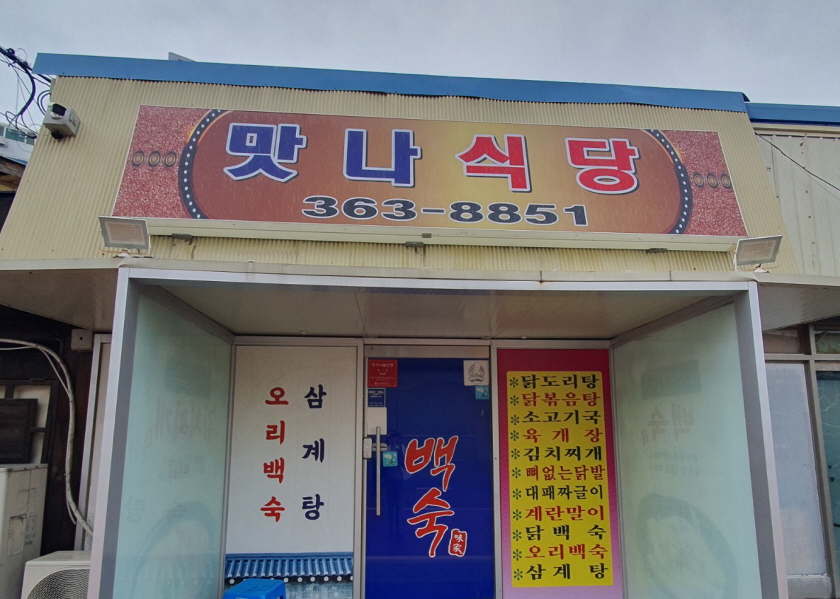 맛나식당
363-8851
삼계탕
오리백숙
백숙
味家
*닭도리탕
*닭볶음탕
*소고기국
*육개장
*김치찌개
*뼈없는닭발
*대패짜글이
*계란말이
*닭백숙
*오리백숙
*삼계탕